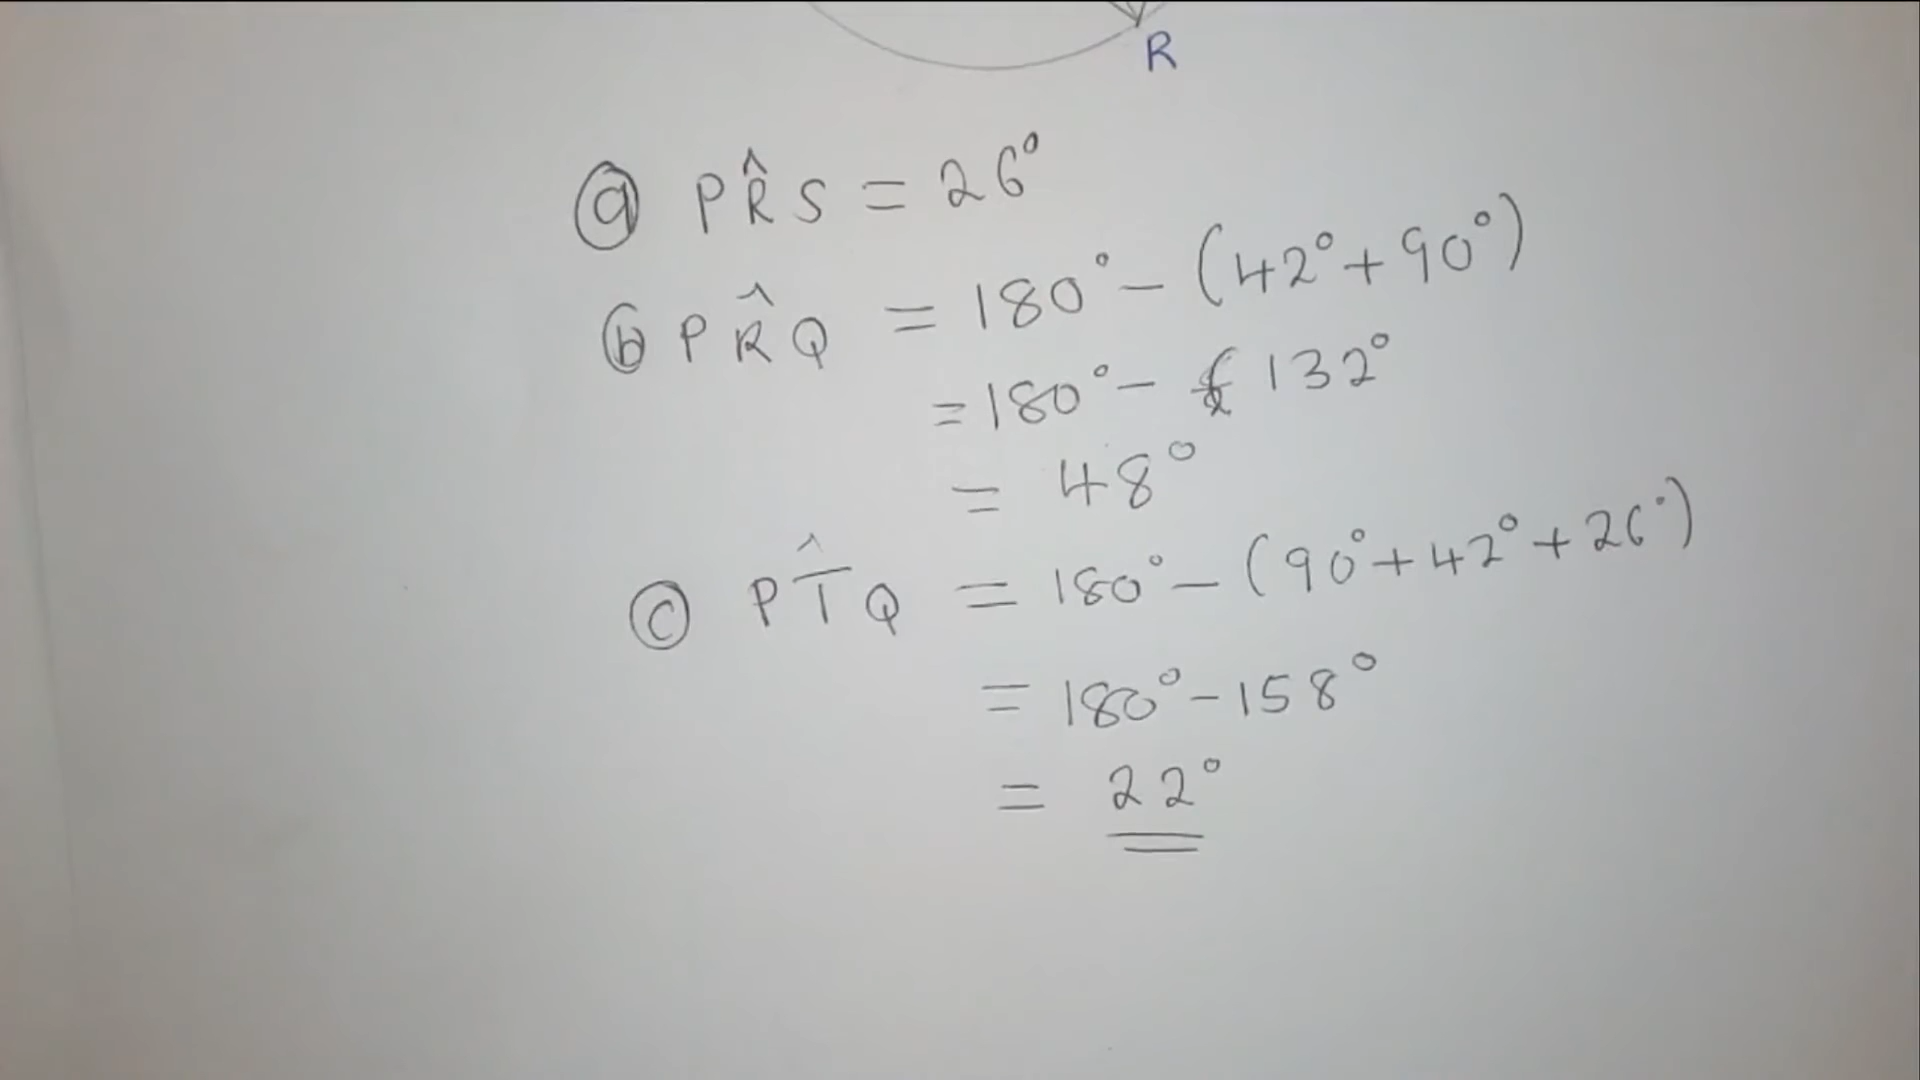 R
ⓐ PR̂S = 26°
ⓑ PR̂Q = 180° - (42° + 90°)
= 180° - 132°
= 48°
ⓒ PT̂Q = 180° - (90° + 42° + 26°)
= 180° - 158°
= 22°